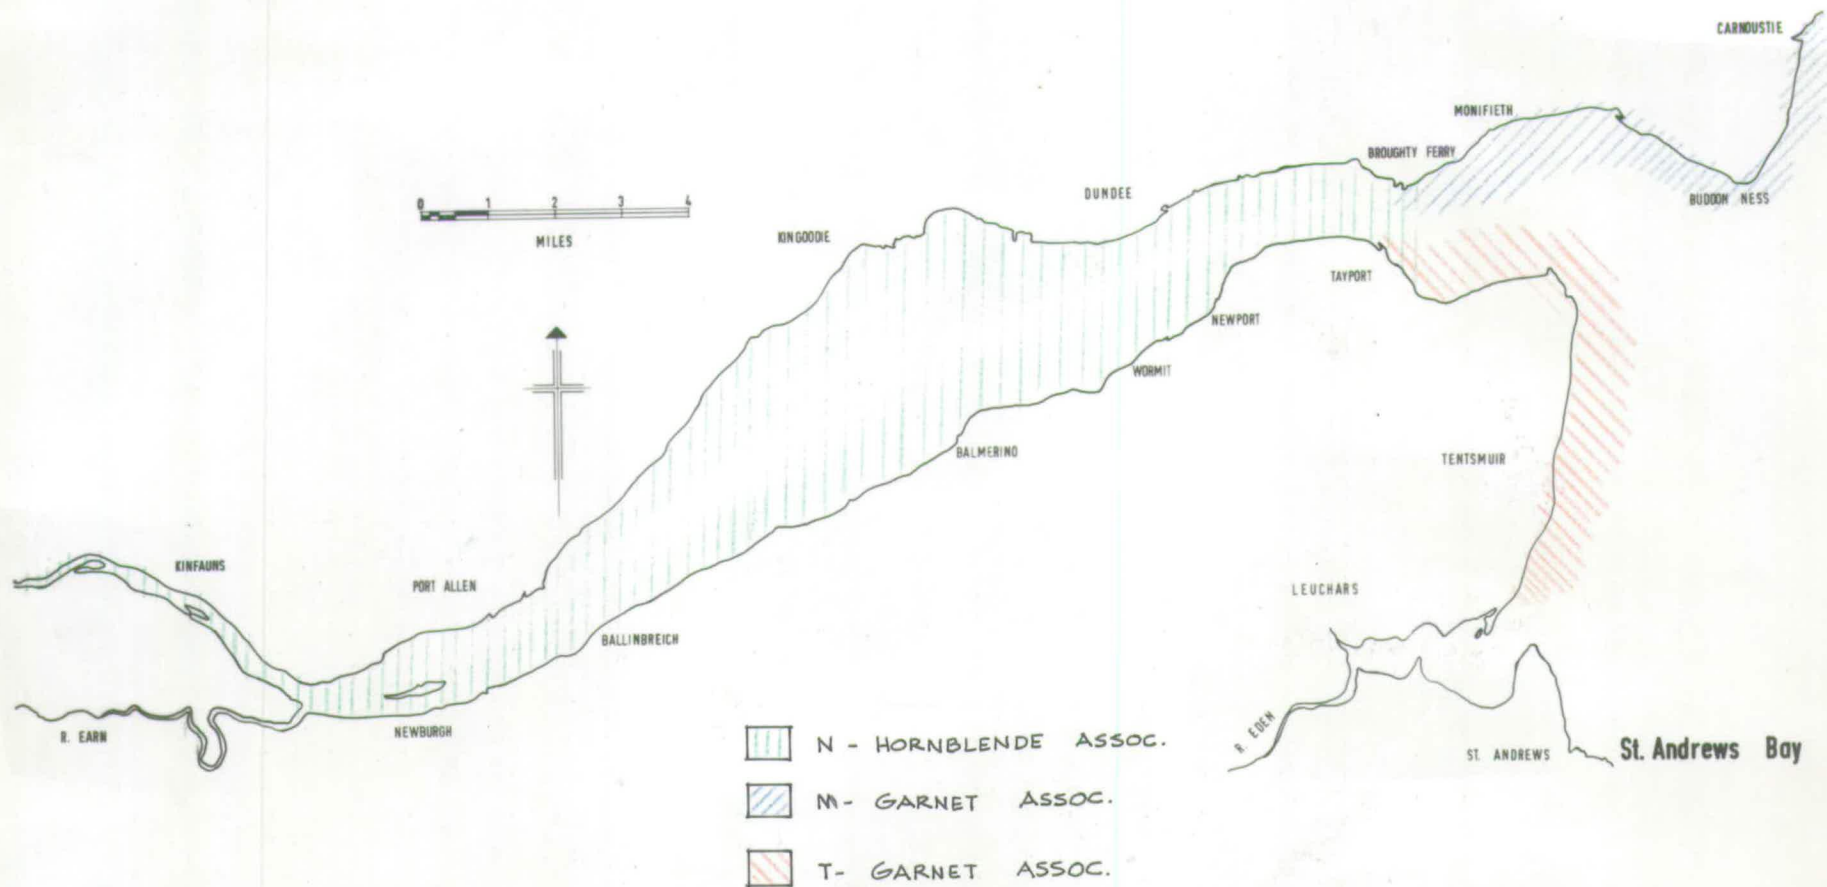 CARNOUSTIE
MONIFIETH
BROUGHTY FERRY
DUNDEE
BUDDON NESS
0 1 2 3 4
MILES
KINGOODIE
TAYPORT
NEWPORT
WORMIT
BALMERINO
TENTSMUIR
KINFAUNS
PORT ALLEN
LEUCHARS
BALLINBREICH
R. EARN
NEWBURGH
R. EDEN
ST. ANDREWS
St. Andrews Bay
N - HORNBLENDE ASSOC.
M - GARNET ASSOC.
T - GARNET ASSOC.